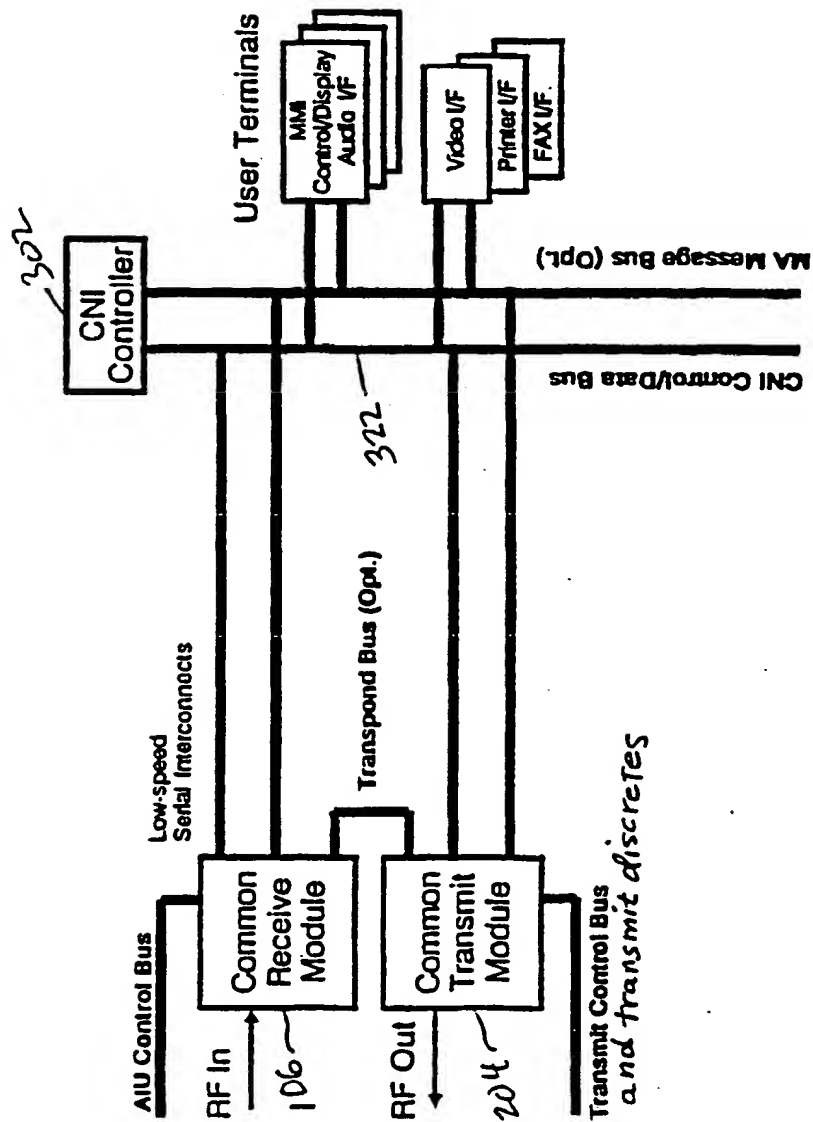 302
CNI
Controller
User Terminals
MMI
Control/Display
Audio I/F
Video I/F
Printer I/F
FAX I/F.
MA Message Bus (Opt.)
CNI Control/Data Bus
322
Low-speed
Serial Interconnects
Transpond Bus (Opt.)
AIU Control Bus
RF In
106
Common
Receive
Module
RF Out
204
Common
Transmit
Module
Transmit Control Bus
and transmit discretes